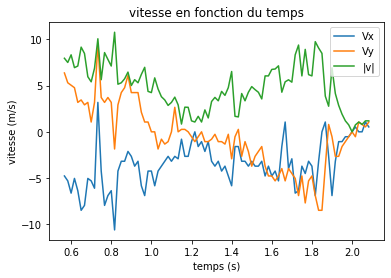 vitesse en fonction du temps
Vx
Vy
|v|
10
5
0
−5
−10
vitesse (m/s)
0.6 0.8 1.0 1.2 1.4 1.6 1.8 2.0
temps (s)